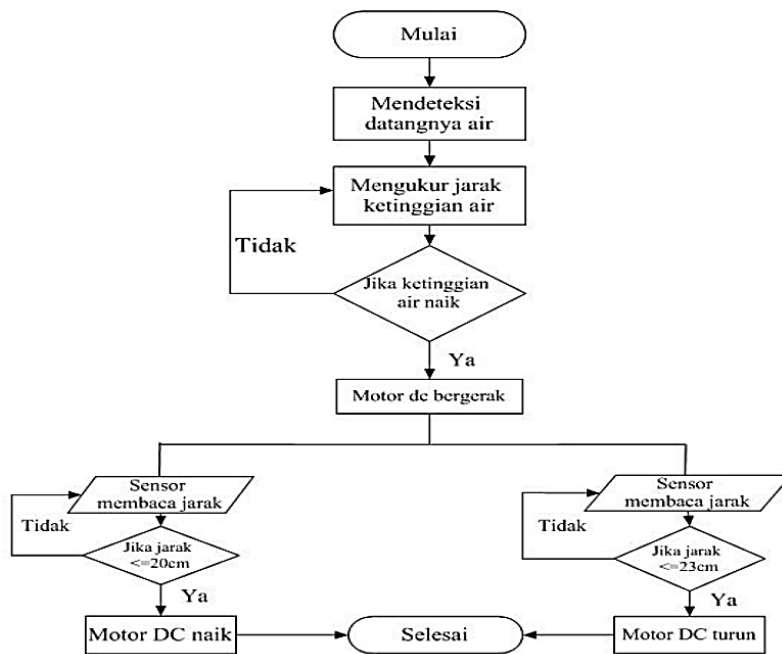 Mulai
Mendeteksi
datangnya air
Mengukur jarak
ketinggian air
Tidak
Jika ketinggian
air naik
Ya
Motor dc bergerak
Sensor
membaca jarak
Tidak
Jika jarak
<=20cm
Ya
Motor DC naik
Sensor
membaca jarak
Tidak
Jika jarak
<=23cm
Ya
Motor DC turun
Selesai